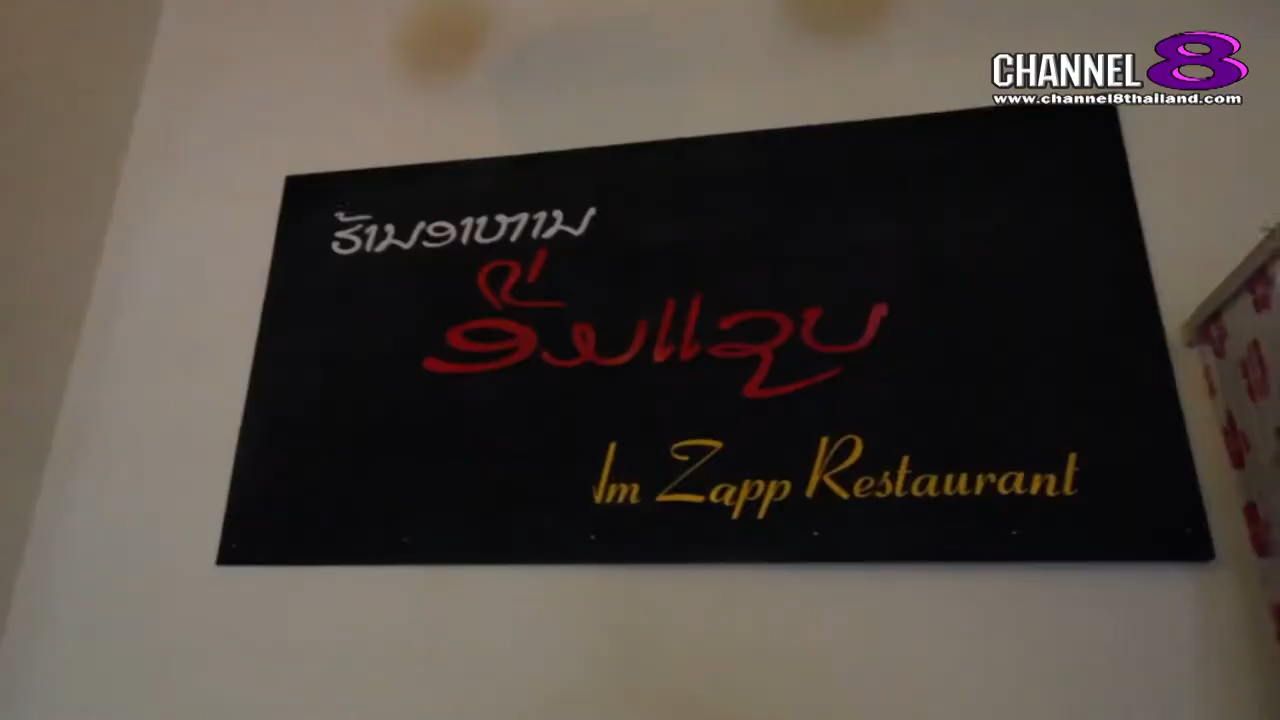 CHANNEL 8
www.channel8thailand.com
ຮ້ານອາຫານ
ອີ່ມແຊບ
Im Zapp Restaurant